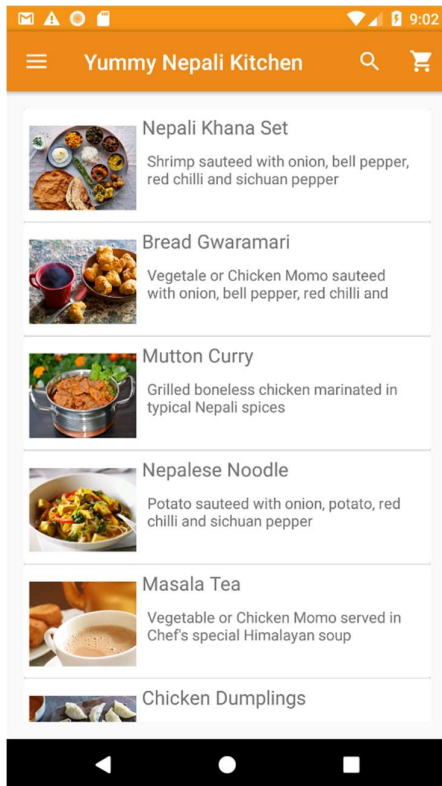 9:02
Yummy Nepali Kitchen
Nepali Khana Set
Shrimp sauteed with onion, bell pepper,
red chilli and sichuan pepper
Bread Gwaramari
Vegetale or Chicken Momo sauteed
with onion, bell pepper, red chilli and
Mutton Curry
Grilled boneless chicken marinated in
typical Nepali spices
Nepalese Noodle
Potato sauteed with onion, potato, red
chilli and sichuan pepper
Masala Tea
Vegetable or Chicken Momo served in
Chef's special Himalayan soup
Chicken Dumplings